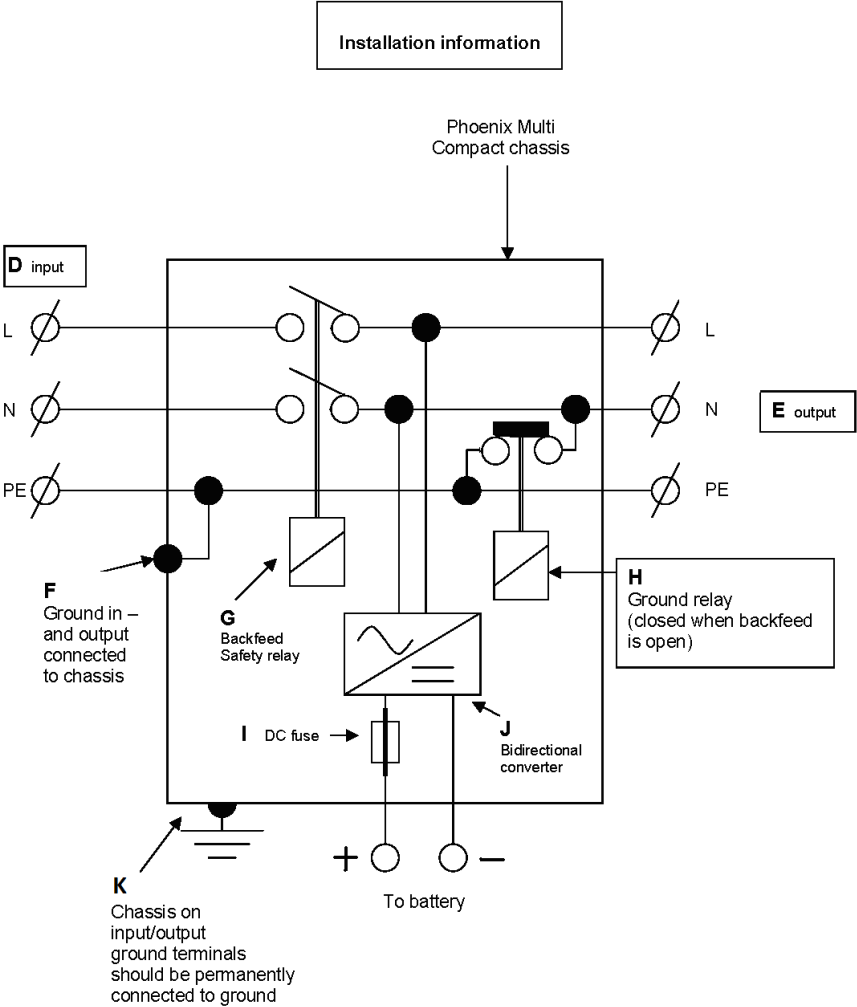 Installation information
Phoenix Multi
Compact chassis
D input
L
L
N
N
E output
PE
PE
F
Ground in –
and output
connected
to chassis
G
Backfeed
Safety relay
H
Ground relay
(closed when backfeed
is open)
I DC fuse
J
Bidirectional
converter
+
–
To battery
K
Chassis on
input/output
ground terminals
should be permanently
connected to ground